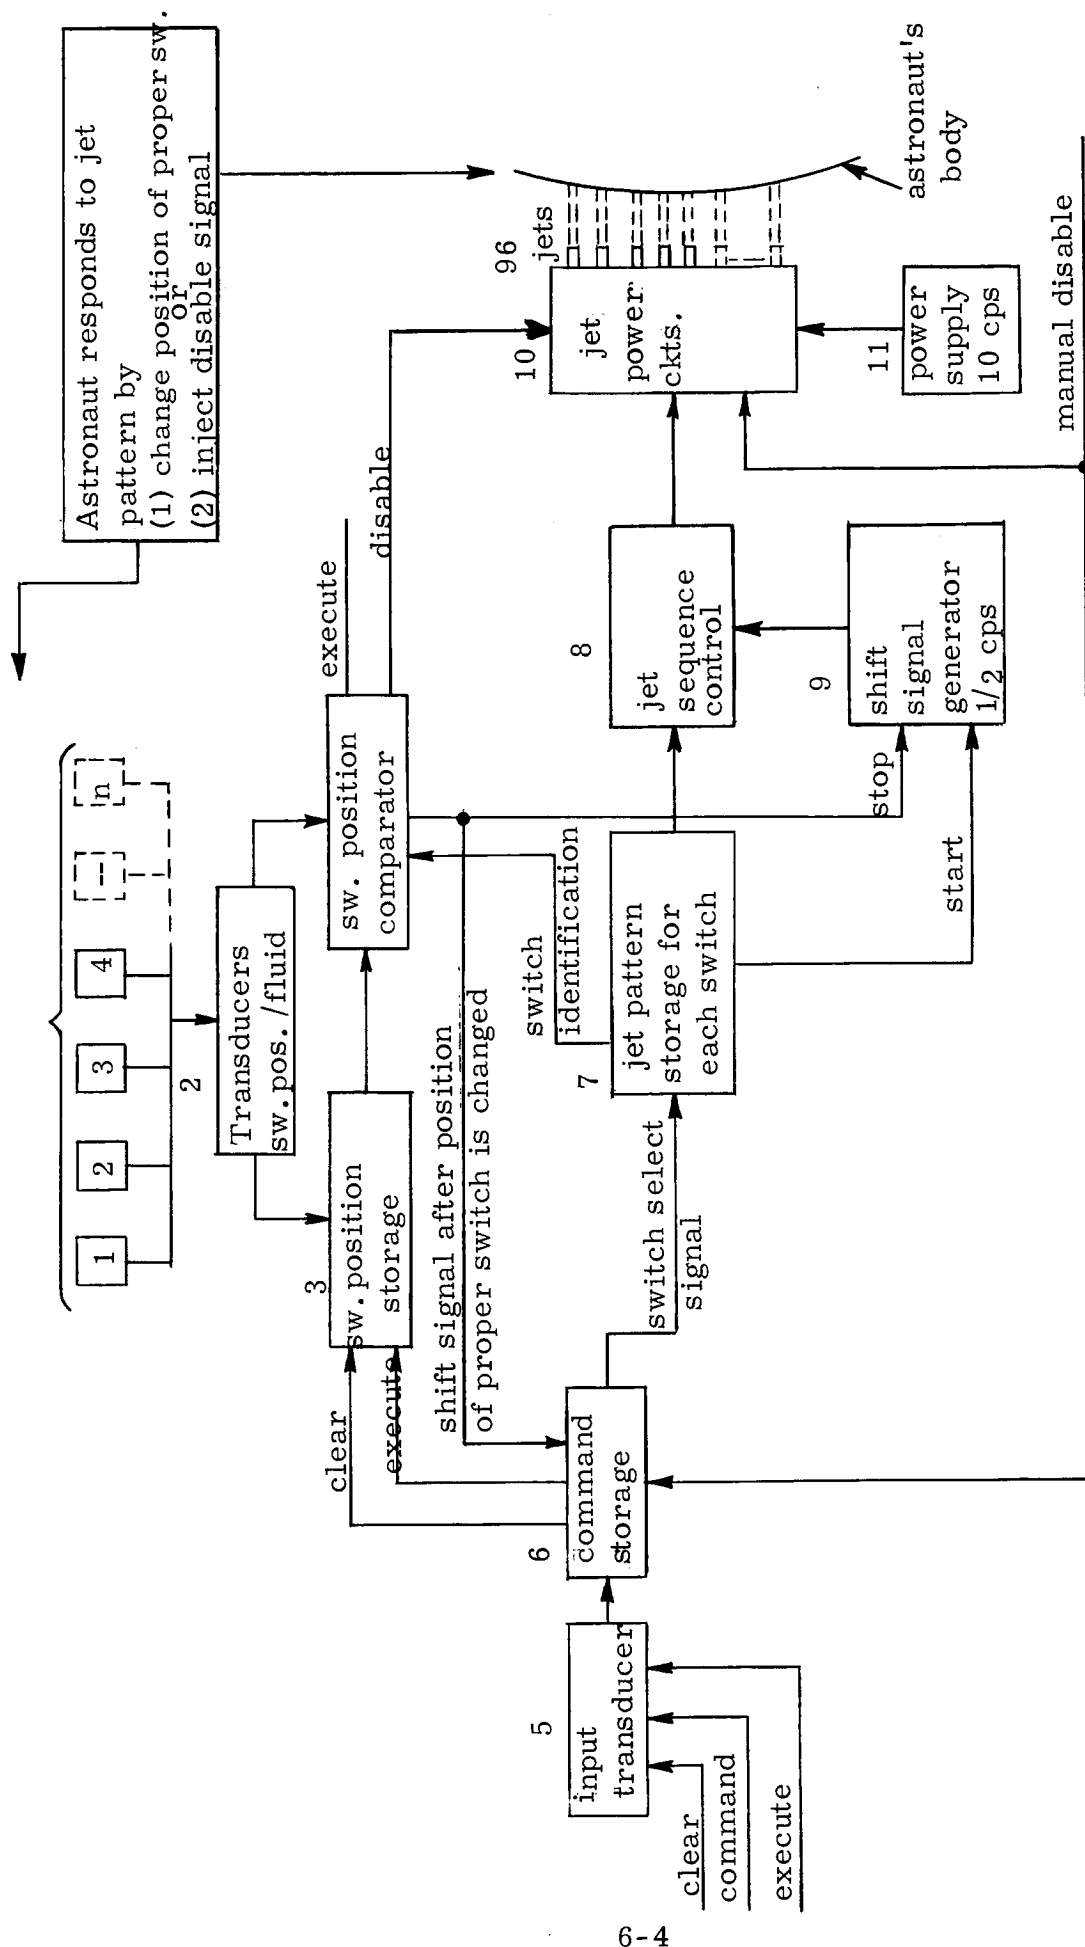 Astronaut responds to jet
pattern by
(1) change position of proper sw.
or
(2) inject disable signal
1
2
3
4
--
n
2
Transducers
sw.pos./fluid
3
sw. position
storage
sw. position
comparator
execute
disable
clear
execute
shift signal after position
of proper switch is changed
switch
identification
5
input
transducer
clear
command
execute
6
command
storage
switch select
signal
7
jet pattern
storage for
each switch
8
jet
sequence
control
stop
start
9
shift
signal
generator
1/2 cps
10
jet
power
ckts.
96
jets
astronaut's
body
11
power
supply
10 cps
manual disable
6-4